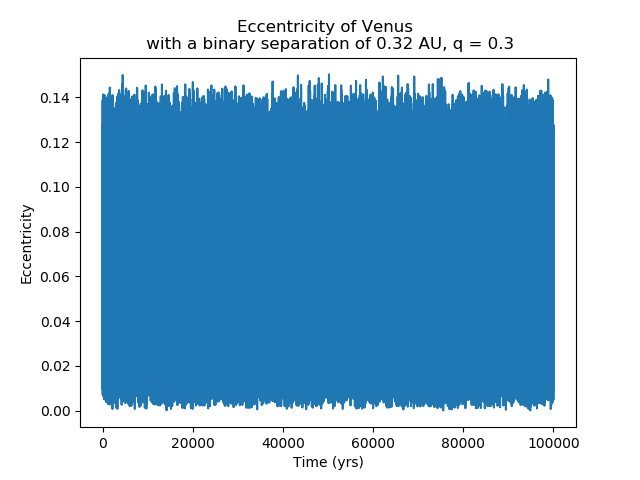 Eccentricity of Venus
with a binary separation of 0.32 AU, q = 0.3
0.14
0.12
0.10
0.08
0.06
0.04
0.02
0.00
Eccentricity
0 20000 40000 60000 80000 100000
Time (yrs)